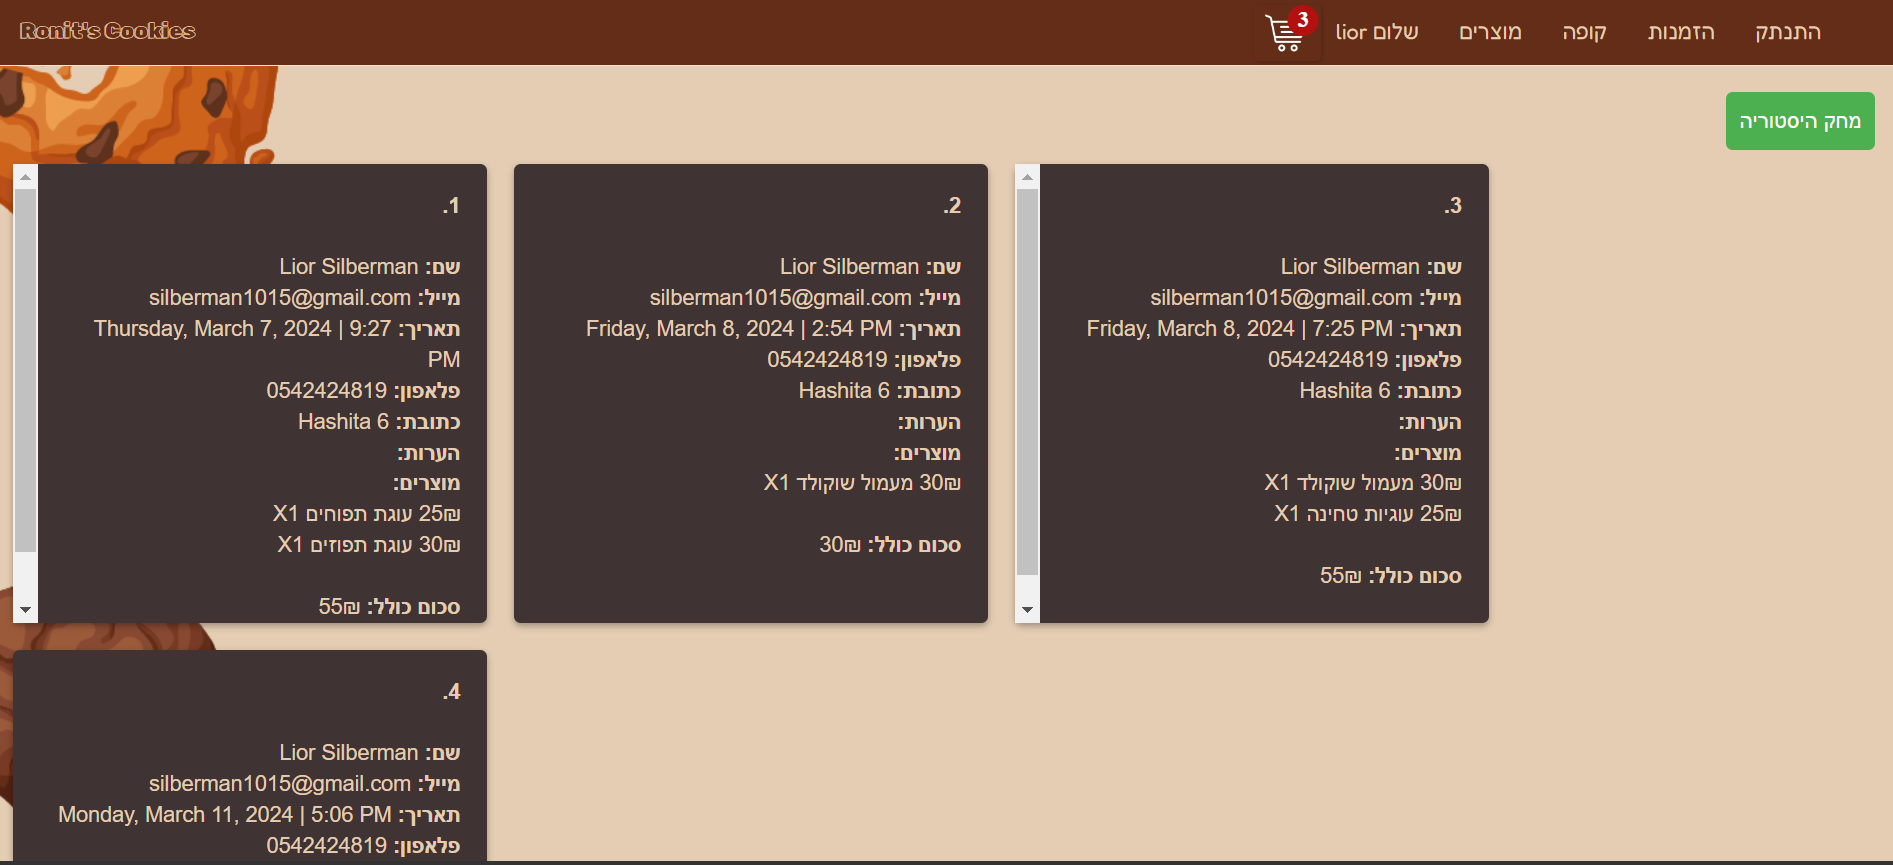 Ronit's Cookies
3
שלום lior
מוצרים
קופה
הזמנות
התנתק
מחק היסטוריה
.1
שם: Lior Silberman
מייל: silberman1015@gmail.com
תאריך: Thursday, March 7, 2024 | 9:27
PM
פלאפון: 0542424819
כתובת: Hashita 6
הערות:
מוצרים:
₪25 עוגת תפוחים X1
₪30 עוגת תפוזים X1
סכום כולל: ₪55
.2
שם: Lior Silberman
מייל: silberman1015@gmail.com
תאריך: Friday, March 8, 2024 | 2:54 PM
פלאפון: 0542424819
כתובת: Hashita 6
הערות:
מוצרים:
₪30 מעמול שוקולד X1
סכום כולל: ₪30
.3
שם: Lior Silberman
מייל: silberman1015@gmail.com
תאריך: Friday, March 8, 2024 | 7:25 PM
פלאפון: 0542424819
כתובת: Hashita 6
הערות:
מוצרים:
₪30 מעמול שוקולד X1
₪25 עוגיות טחינה X1
סכום כולל: ₪55
.4
שם: Lior Silberman
מייל: silberman1015@gmail.com
תאריך: Monday, March 11, 2024 | 5:06 PM
פלאפון: 0542424819